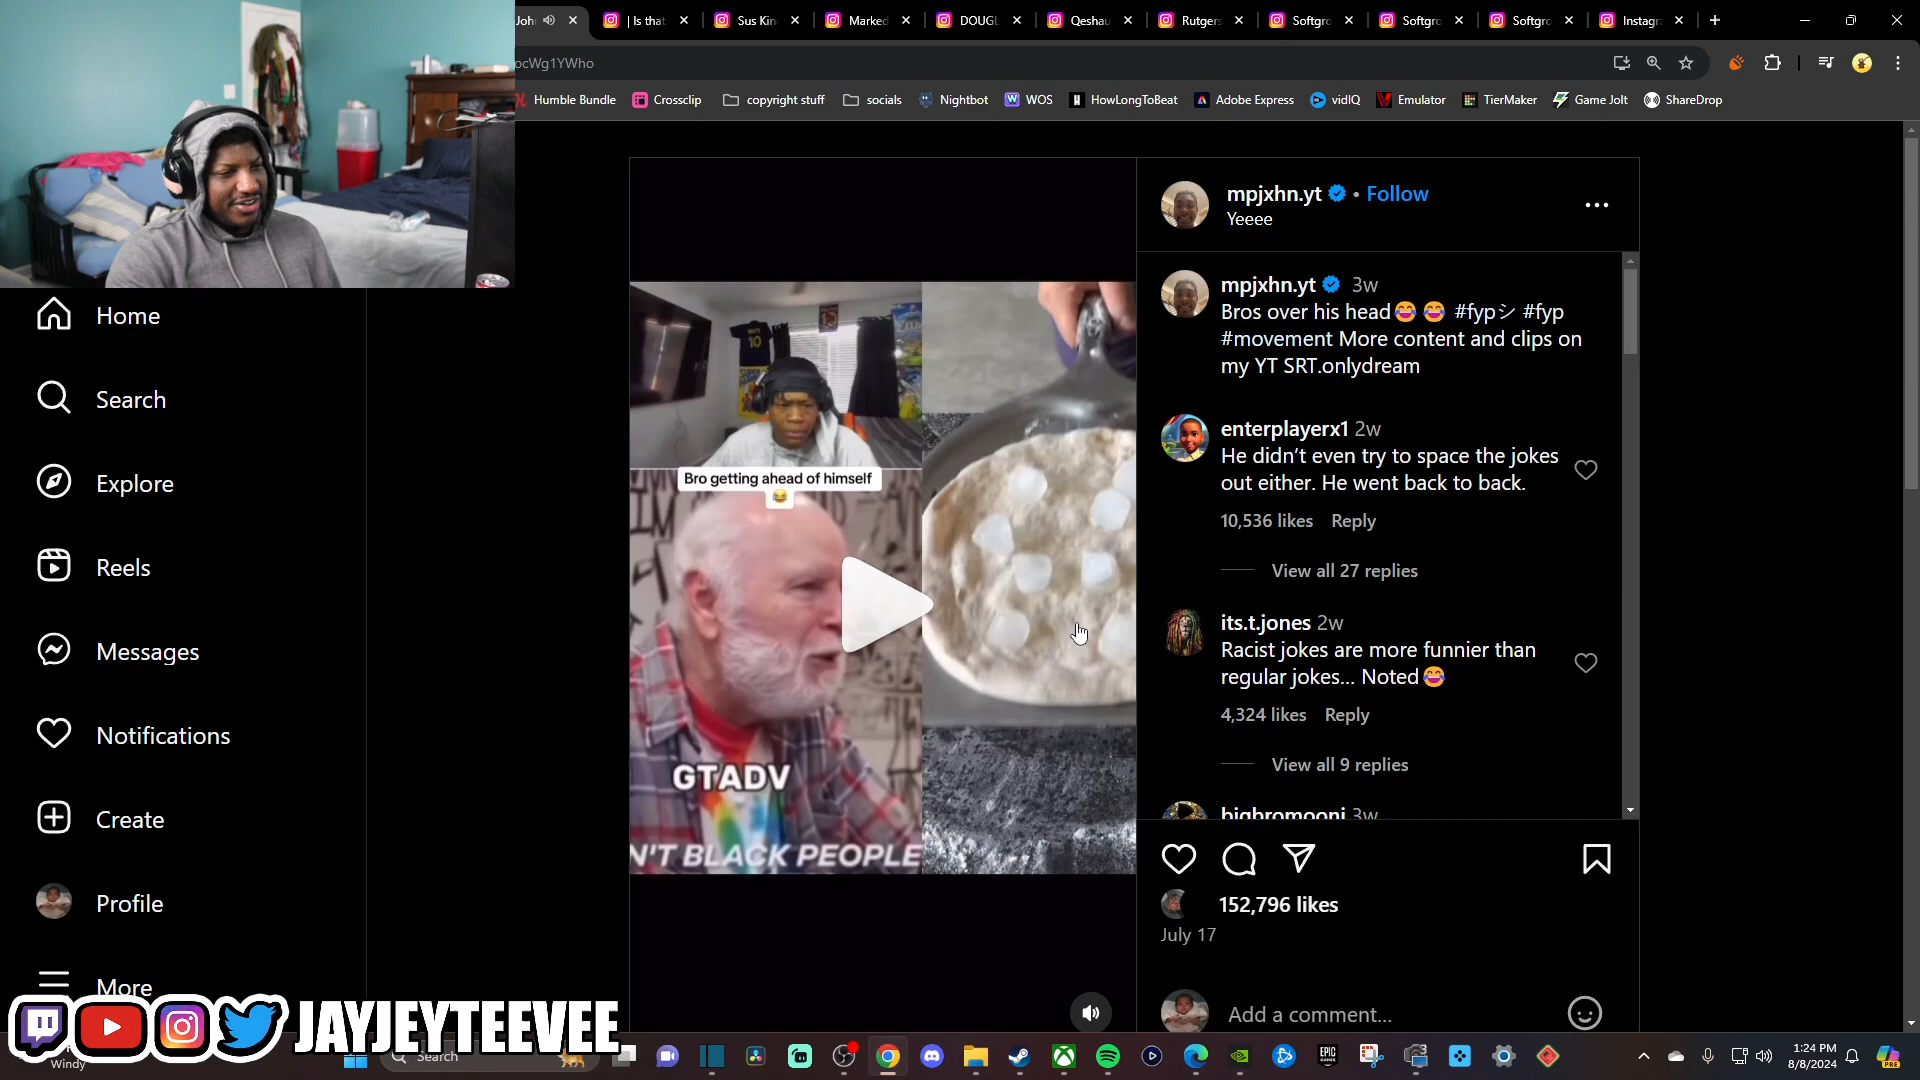 Joh
| Is that
Sus Kin
Marked
DOUGL
Qeshau
Rutgers
Softgro
Softgro
Softgro
Instagr
ocWg1YWho
Humble Bundle
Crossclip
copyright stuff
socials
Nightbot
WOS
HowLongToBeat
Adobe Express
vidIQ
Emulator
TierMaker
Game Jolt
ShareDrop
Home
Search
Explore
Reels
Messages
Notifications
Create
Profile
More
Bro getting ahead of himself
GTADV
N'T BLACK PEOPLE
mpjxhn.yt • Follow
Yeeee
mpjxhn.yt 3w
Bros over his head😂 😂 #fypシ #fyp
#movement More content and clips on
my YT SRT.onlydream
enterplayerx1 2w
He didn't even try to space the jokes
out either. He went back to back.
10,536 likes Reply
View all 27 replies
its.t.jones 2w
Racist jokes are more funnier than
regular jokes... Noted😂
4,324 likes Reply
View all 9 replies
bigbromooni 3w
152,796 likes
July 17
Add a comment...
JAYJEYTEEVEE
Windy
Search
1:24 PM
8/8/2024